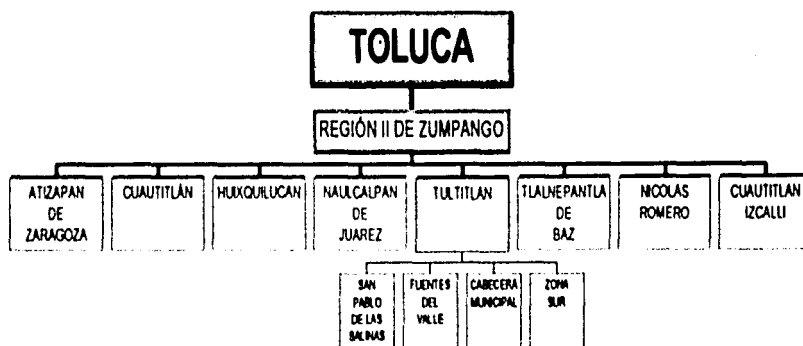 TOLUCA
REGIÓN II DE ZUMPANGO
ATIZAPAN
DE
ZARAGOZA
CUAUTITLÁN
HUIXQUILUCAN
NAULCALPAN
DE
JUAREZ
TULTITLAN
TLALNEPANTLA
DE
BAZ
NICOLAS
ROMERO
CUAUTITLAN
IZCALLI
SAN
PABLO
DE LAS
SALINAS
FUENTES
DEL
VALLE
CABECERA
MUNICIPAL
ZONA
SUR